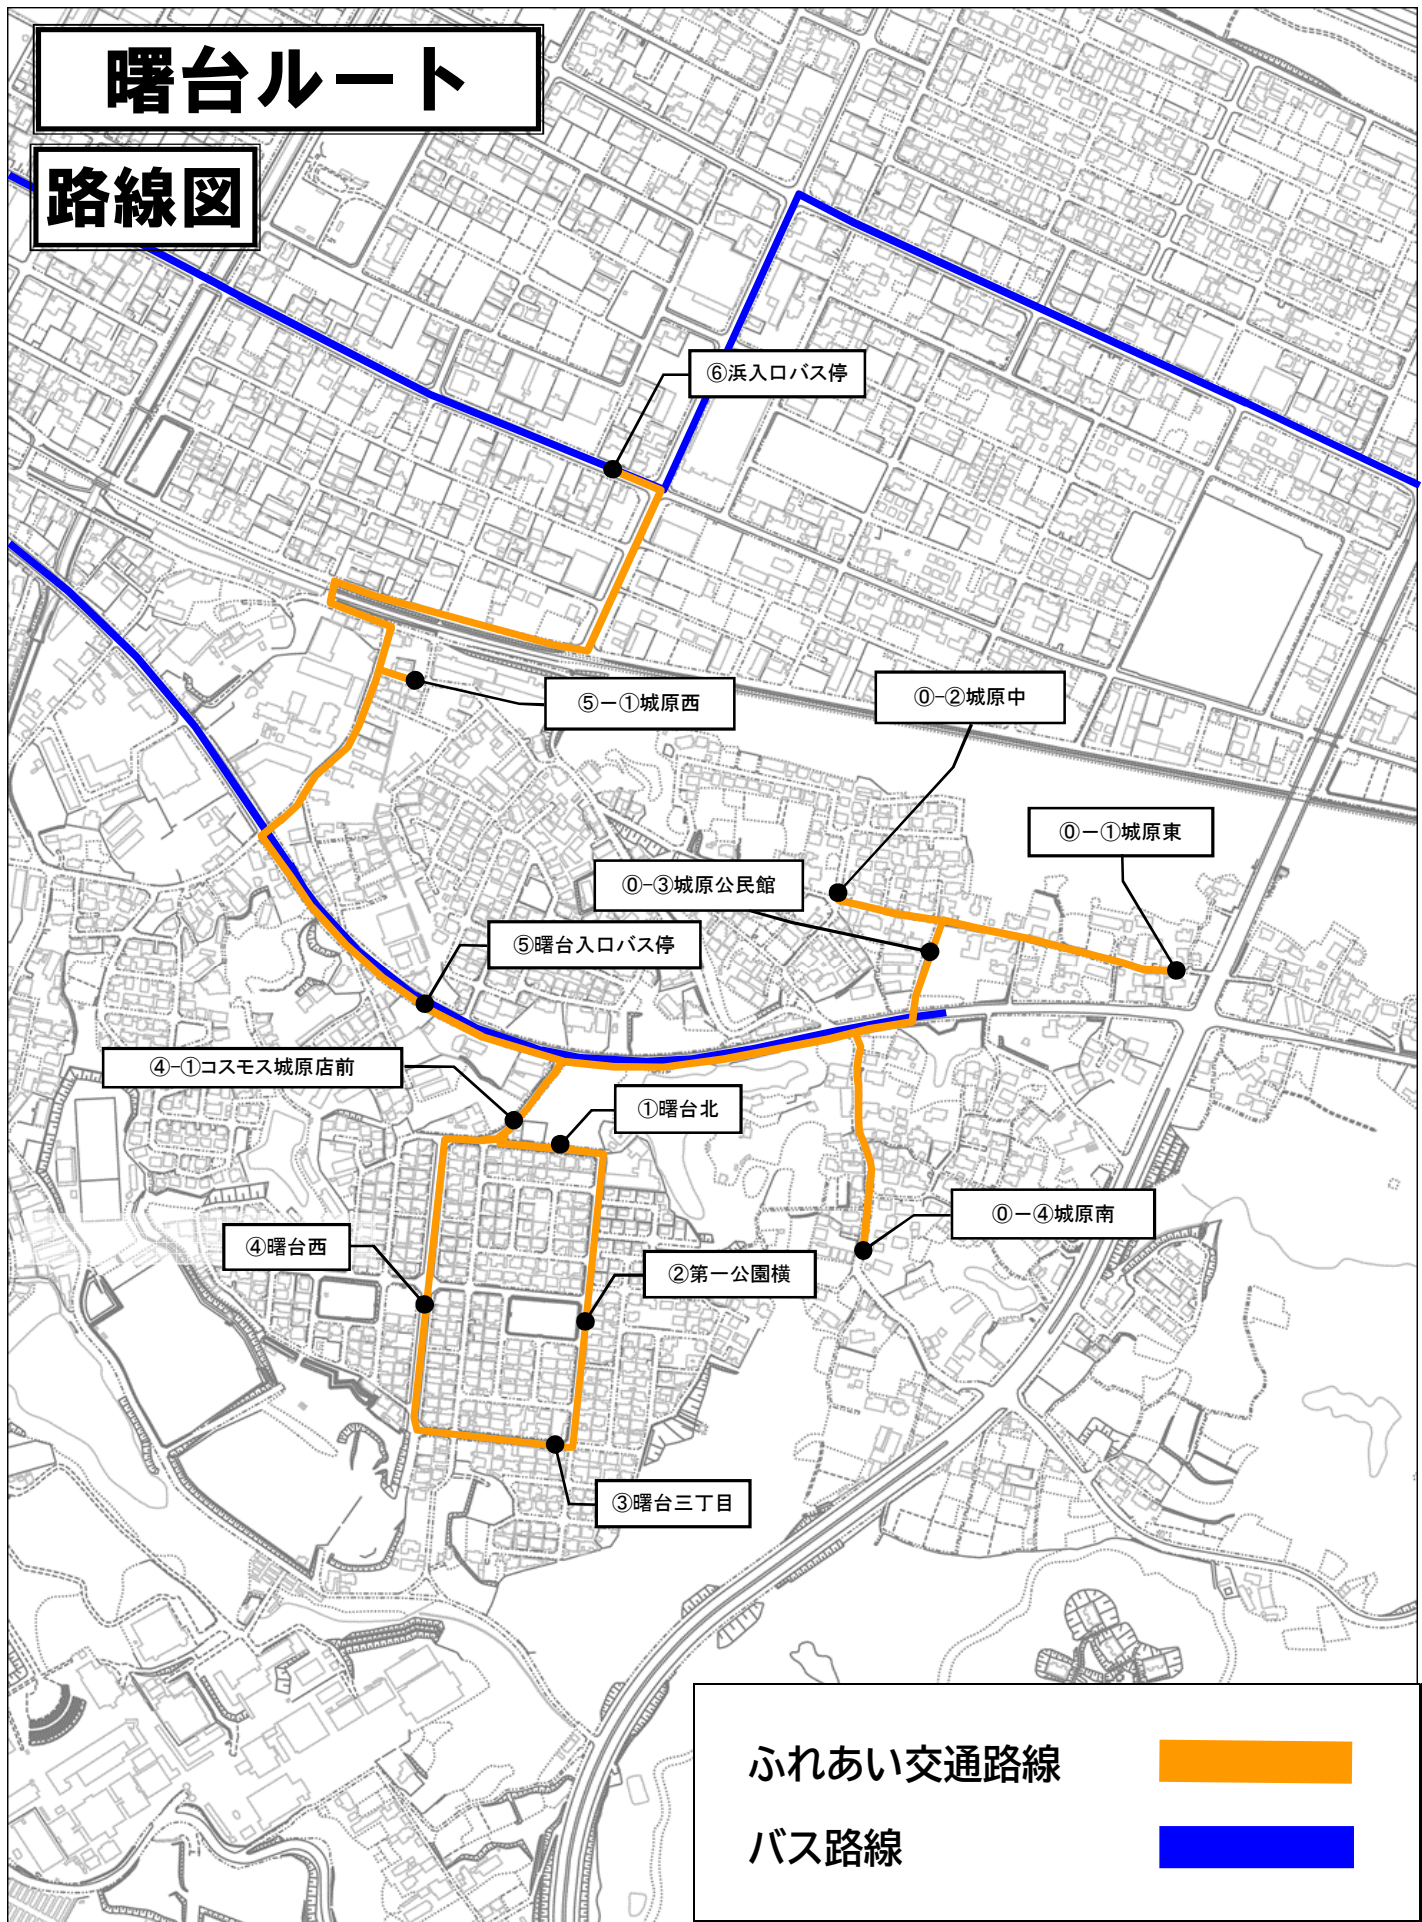 曙台ルート
路線図
⑥浜入口バス停
⑤ー①城原西
⓪-②城原中
⓪ー①城原東
⓪-③城原公民館
⑤曙台入口バス停
④-①コスモス城原店前
①曙台北
⓪ー④城原南
④曙台西
②第一公園横
③曙台三丁目
ふれあい交通路線
バス路線